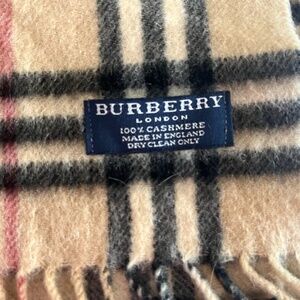 BURBERRY
LONDON
100% CASHMERE
MADE IN ENGLAND
DRY CLEAN ONLY